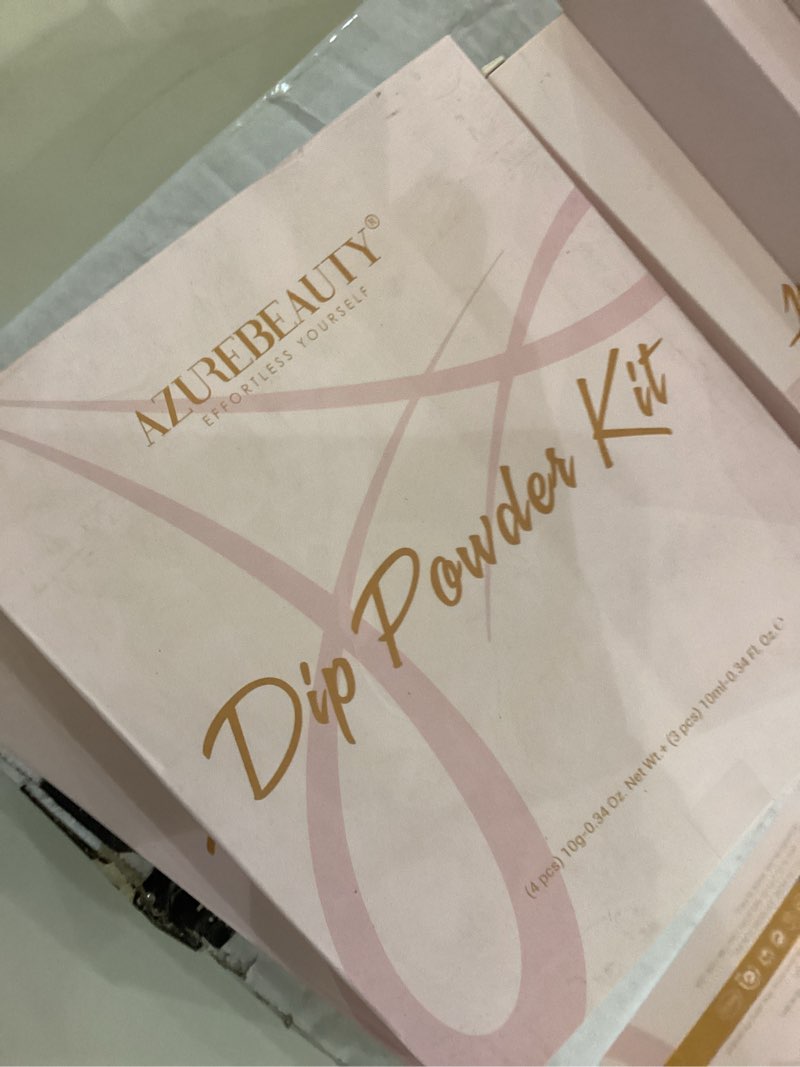 AZUREBEAUTY®
EFFORTLESS YOURSELF
Dip Powder Kit
(4 pcs) 10g-0.34 Oz. Net Wt.+ (3 pcs) 10ml-0.34 Fl. Oz.